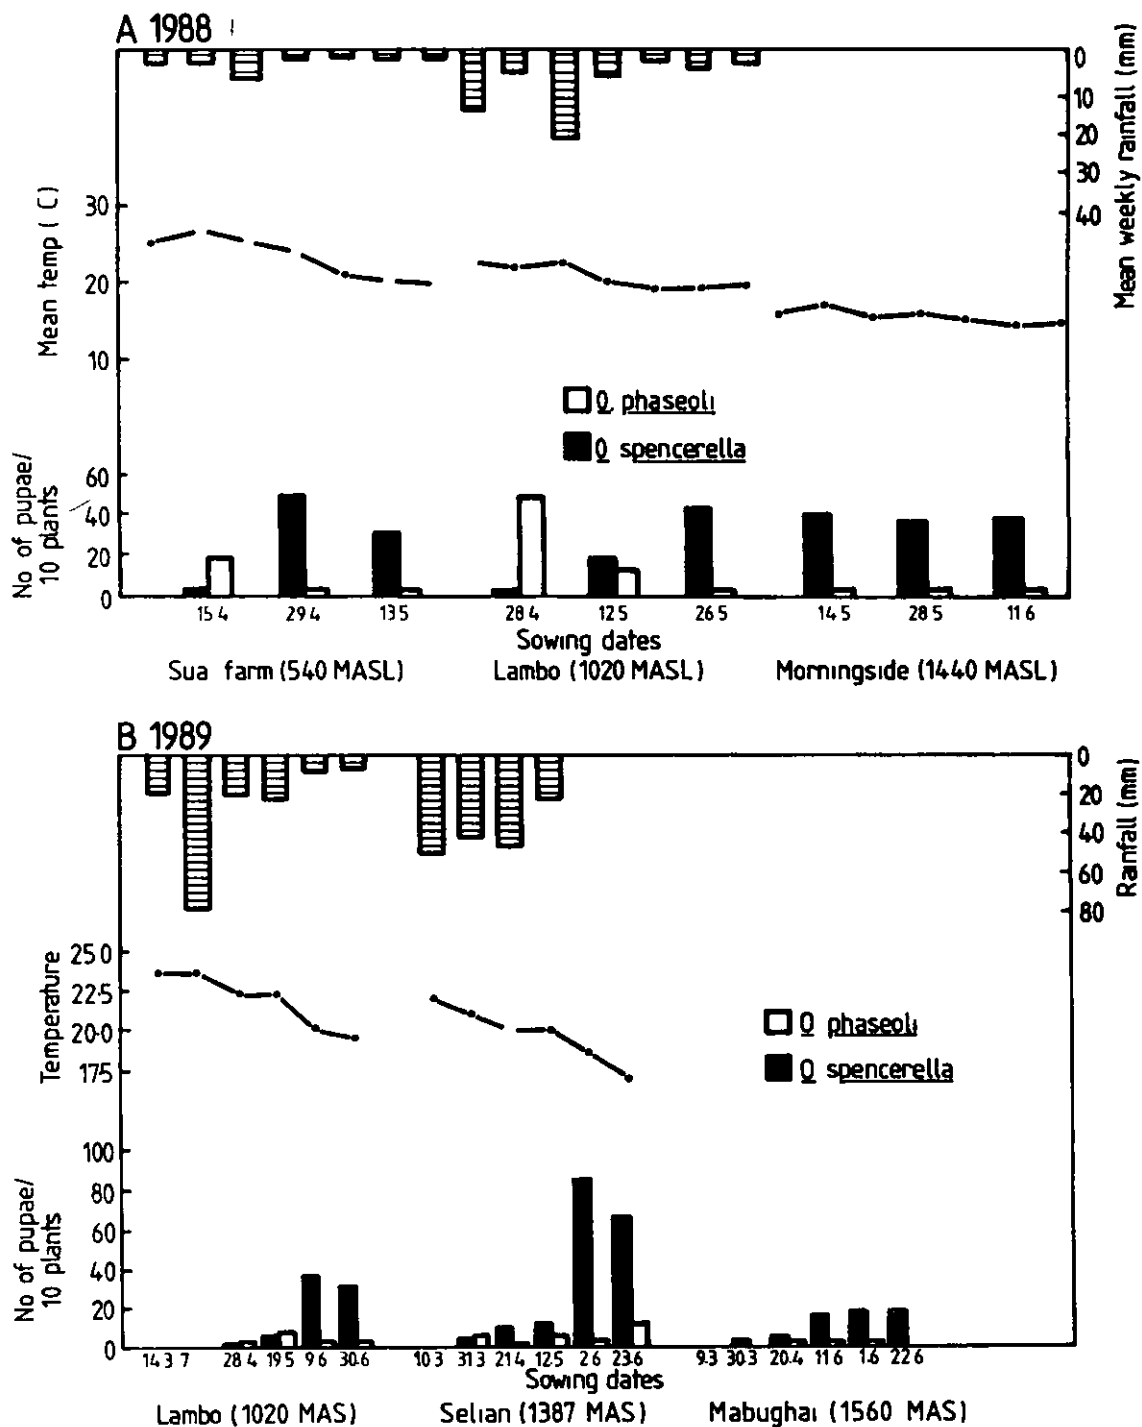 A 1988
0
10
20
30
40
Mean weekly rainfall (mm)
Mean temp ( C)
30
20
10
O. phaseoli
O spencerella
No of pupae/
10 plants
60
40
20
0
15 4 29 4 13 5 28 4 12 5 26 5 14 5 28 5 11 6
Sowing dates
Sua farm (540 MASL) Lambo (1020 MASL) Morningside (1440 MASL)
B 1989
0
20
40
60
80
Rainfall (mm)
Temperature
25 0
22 5
20·0
17 5
O phaseoli
O spencerella
No of pupae/
10 plants
100
80
60
40
20
0
14 3 7 28 4 19 5 9 6 30.6 10 3 31 3 21 4 12 5 2 6 23·6 9·3 30·3 20·4 11 6 1·6 22 6
Sowing dates
Lambo (1020 MAS) Selian (1387 MAS) Mabughai (1560 MAS)